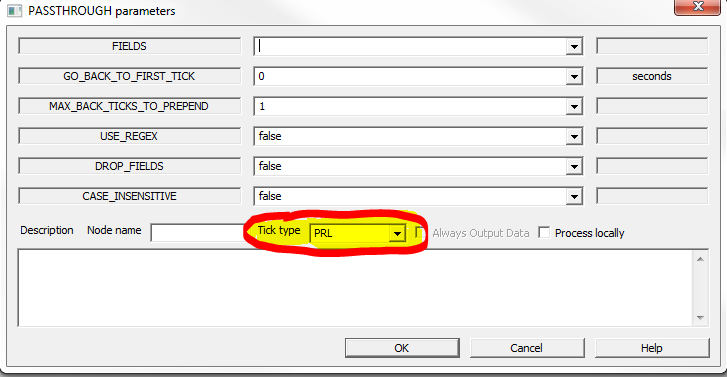 PASSTHROUGH parameters
FIELDS
GO_BACK_TO_FIRST_TICK 0 seconds
MAX_BACK_TICKS_TO_PREPEND 1
USE_REGEX false
DROP_FIELDS false
CASE_INSENSITIVE false
Description Node name Tick type PRL Always Output Data Process locally
OK Cancel Help